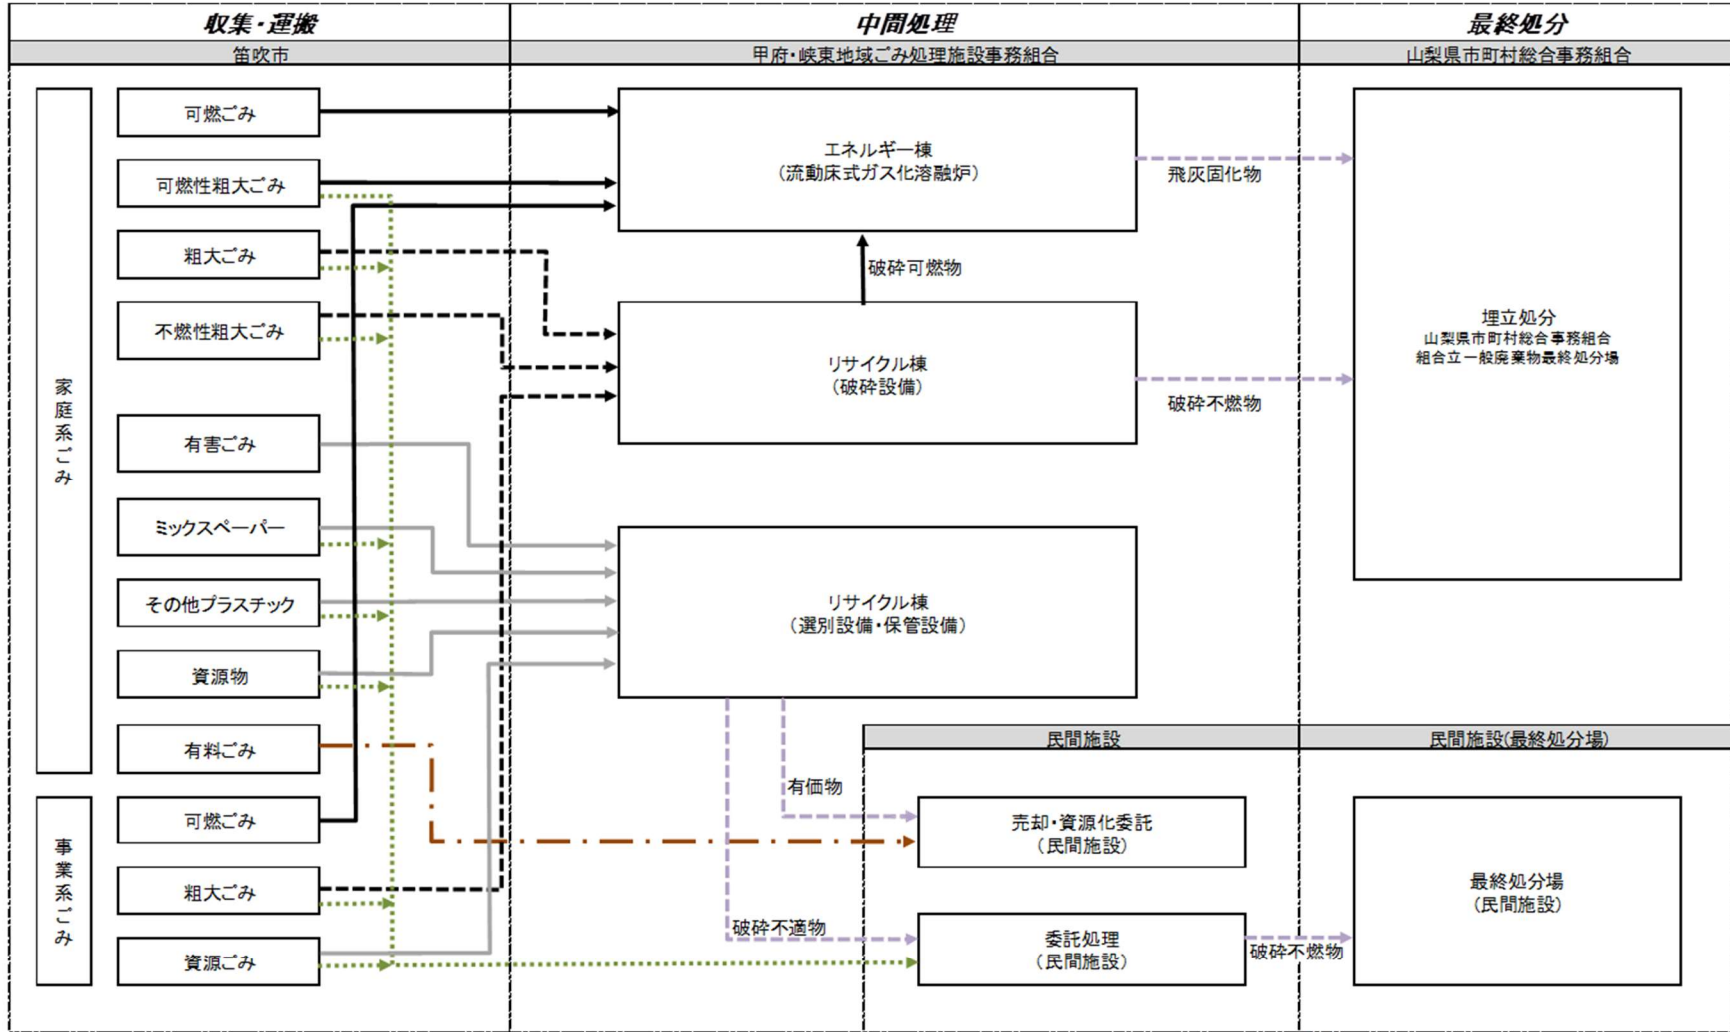 収集・運搬
中間処理
最終処分
笛吹市
甲府・峡東地域ごみ処理施設事務組合
山梨県市町村総合事務組合
家庭系ごみ
可燃ごみ
可燃性粗大ごみ
粗大ごみ
不燃性粗大ごみ
有害ごみ
ミックスペーパー
その他プラスチック
資源物
有料ごみ
事業系ごみ
可燃ごみ
粗大ごみ
資源ごみ
エネルギー棟
(流動床式ガス化溶融炉)
破砕可燃物
リサイクル棟
(破砕設備)
リサイクル棟
(選別設備・保管設備)
飛灰固化物
破砕不燃物
埋立処分
山梨県市町村総合事務組合
組合立一般廃棄物最終処分場
民間施設
民間施設(最終処分場)
有価物
売却・資源化委託
(民間施設)
破砕不適物
委託処理
(民間施設)
破砕不燃物
最終処分場
(民間施設)